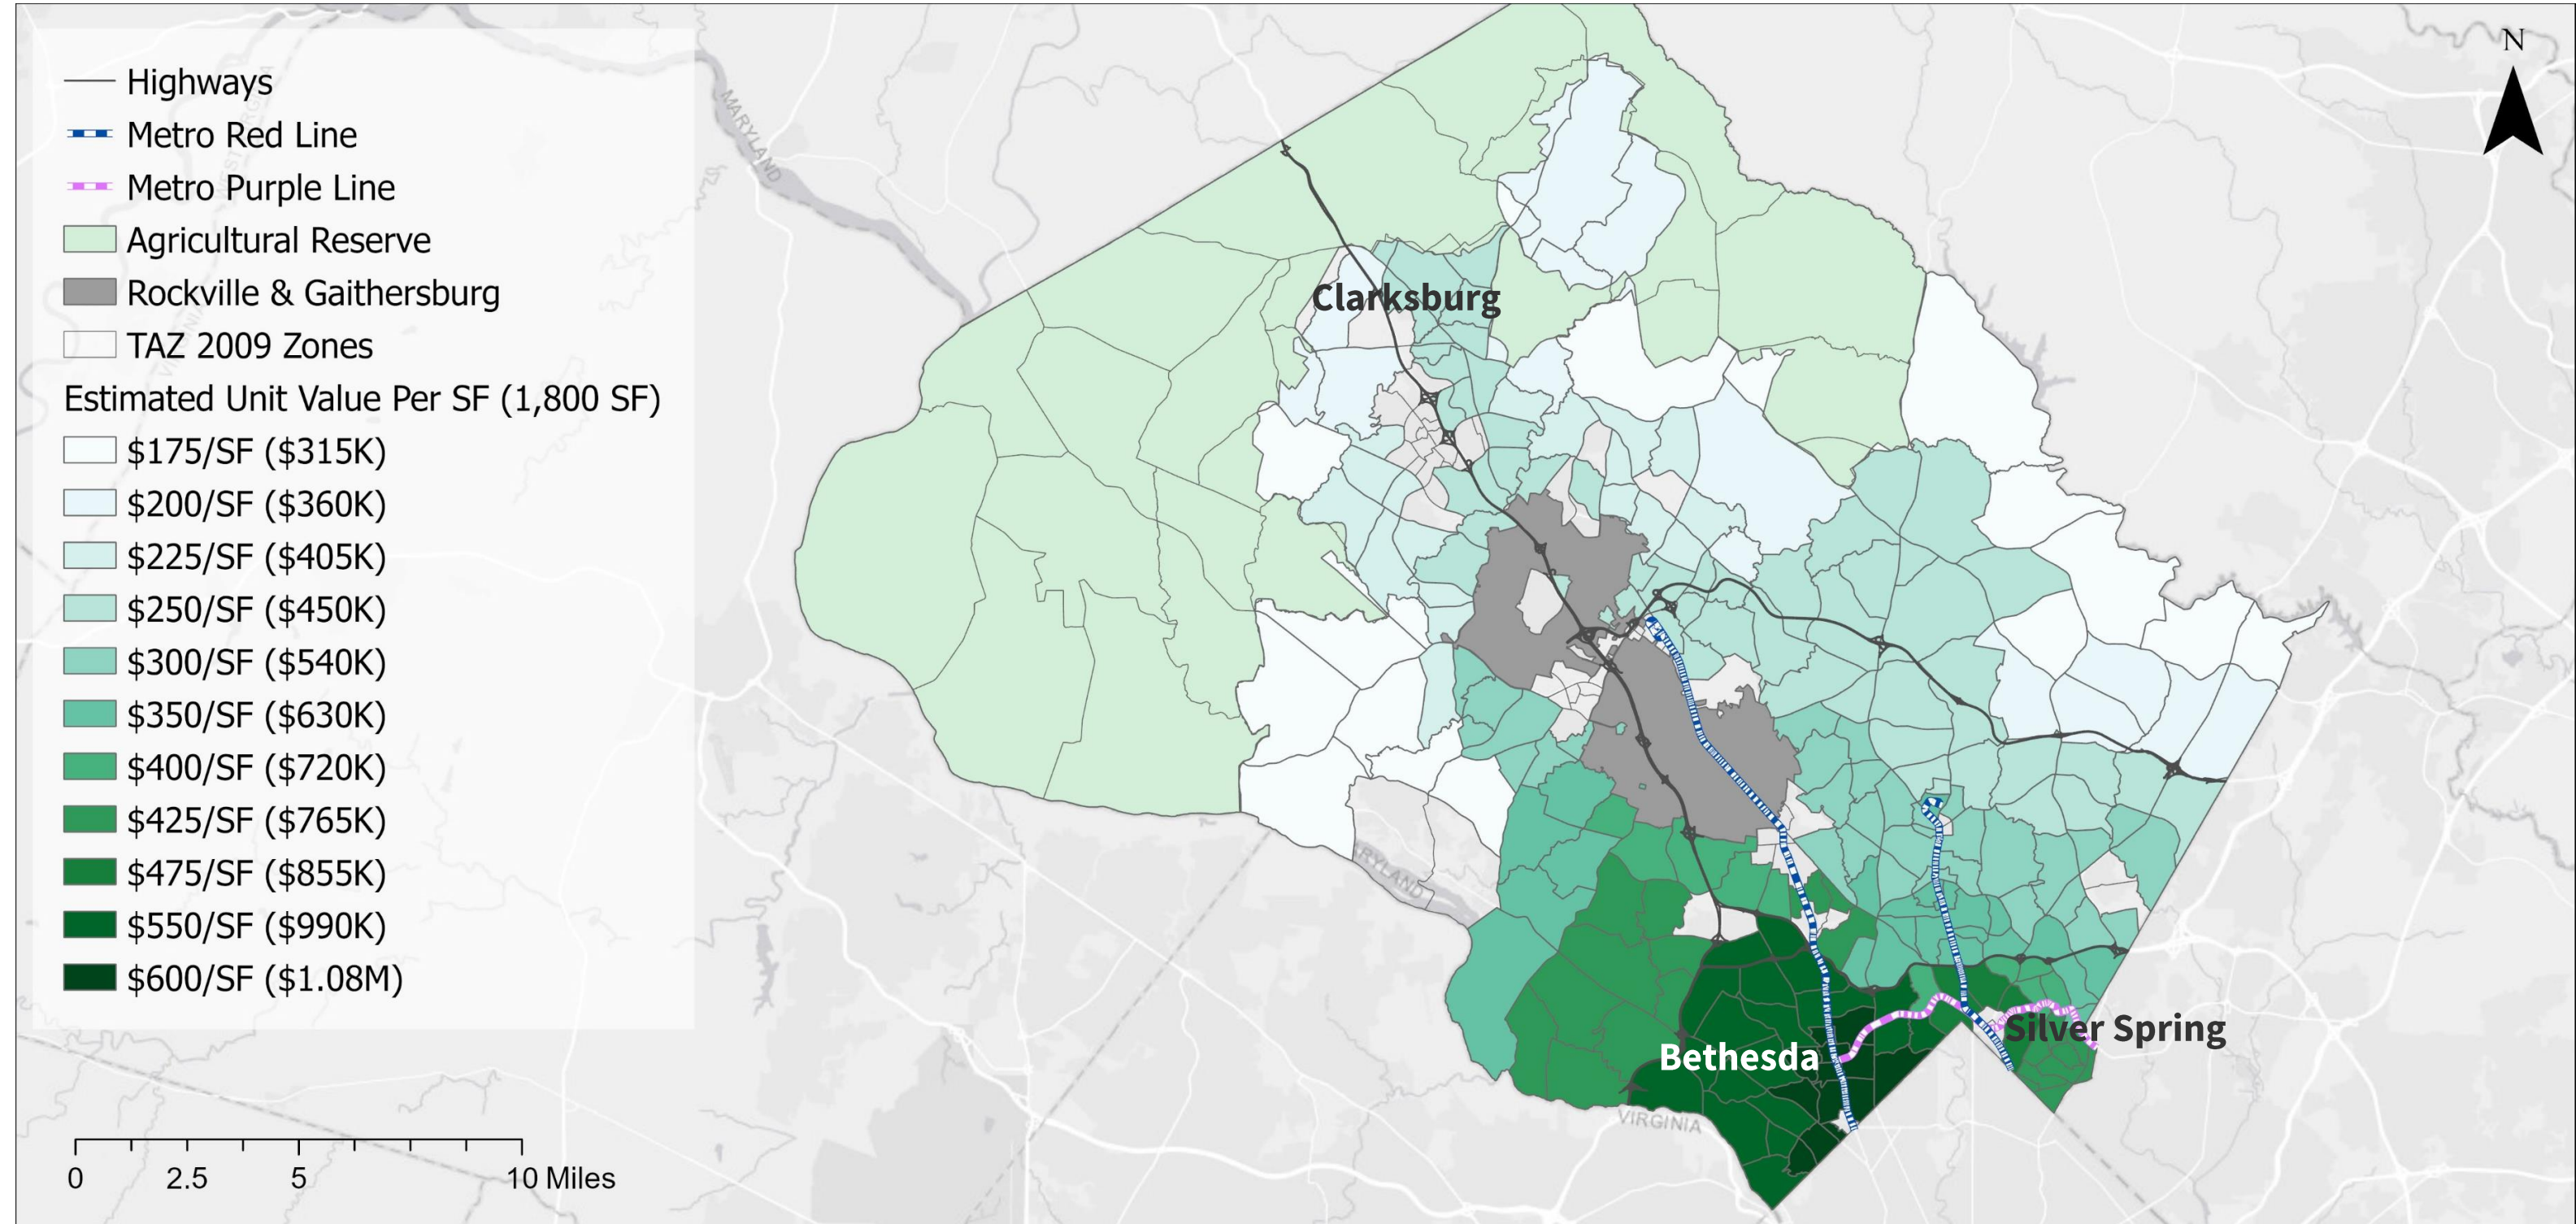 Highways
Metro Red Line
Metro Purple Line
Agricultural Reserve
Rockville & Gaithersburg
TAZ 2009 Zones
Estimated Unit Value Per SF (1,800 SF)
$175/SF ($315K)
$200/SF ($360K)
$225/SF ($405K)
$250/SF ($450K)
$300/SF ($540K)
$350/SF ($630K)
$400/SF ($720K)
$425/SF ($765K)
$475/SF ($855K)
$550/SF ($990K)
$600/SF ($1.08M)
0 2.5 5 10 Miles
MARYLAND
N
Clarksburg
Silver Spring
Bethesda
VIRGINIA